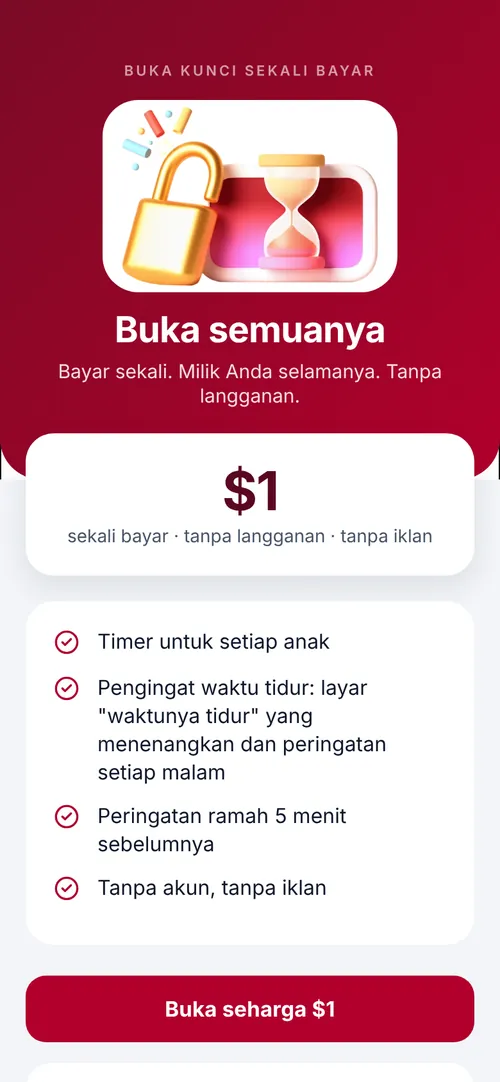 BUKA KUNCI SEKALI BAYAR
Buka semuanya
Bayar sekali. Milik Anda selamanya. Tanpa
langganan.
$1
sekali bayar · tanpa langganan · tanpa iklan
Timer untuk setiap anak
Pengingat waktu tidur: layar
"waktunya tidur" yang
menenangkan dan peringatan
setiap malam
Peringatan ramah 5 menit
sebelumnya
Tanpa akun, tanpa iklan
Buka seharga $1